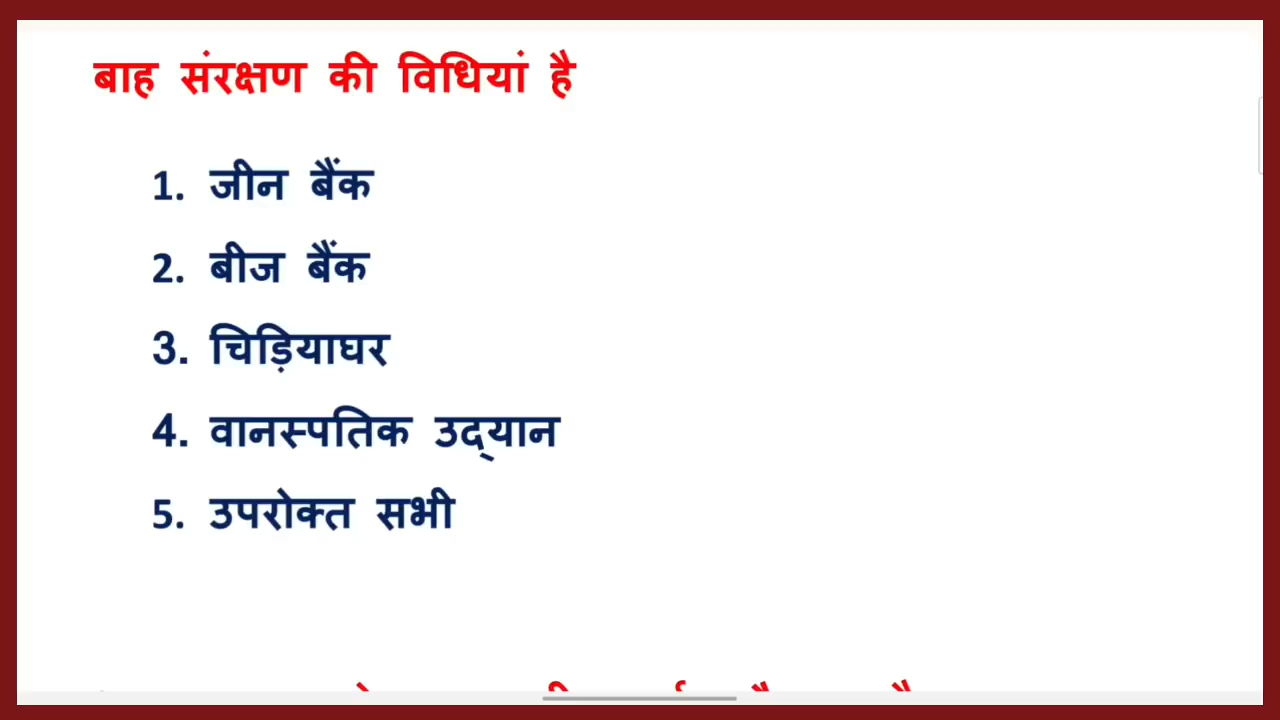 बाह संरक्षण की विधियां है
1. जीन बैंक
2. बीज बैंक
3. चिड़ियाघर
4. वानस्पतिक उद्यान
5. उपरोक्त सभी